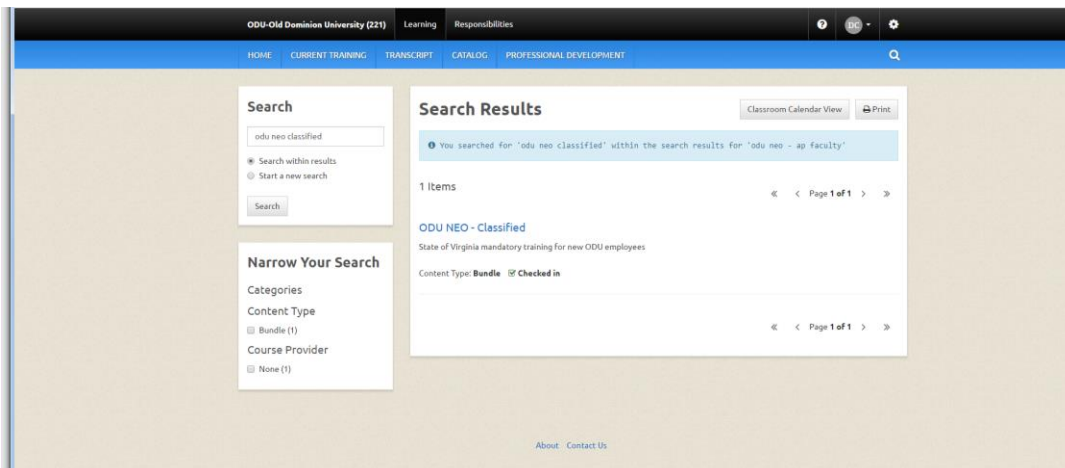 ODU-Old Dominion University (221) Learning Responsibilities DC
HOME CURRENT TRAINING TRANSCRIPT CATALOG PROFESSIONAL DEVELOPMENT
Search
odu neo classified
Search within results
Start a new search
Search
Narrow Your Search
Categories
Content Type
Bundle (1)
Course Provider
None (1)
Search Results
Classroom Calendar View Print
You searched for 'odu neo classified' within the search results for 'odu neo - ap faculty'
1 Items
« < Page 1 of 1 > »
ODU NEO - Classified
State of Virginia mandatory training for new ODU employees
Content Type: Bundle Checked in
« < Page 1 of 1 > »
About Contact Us